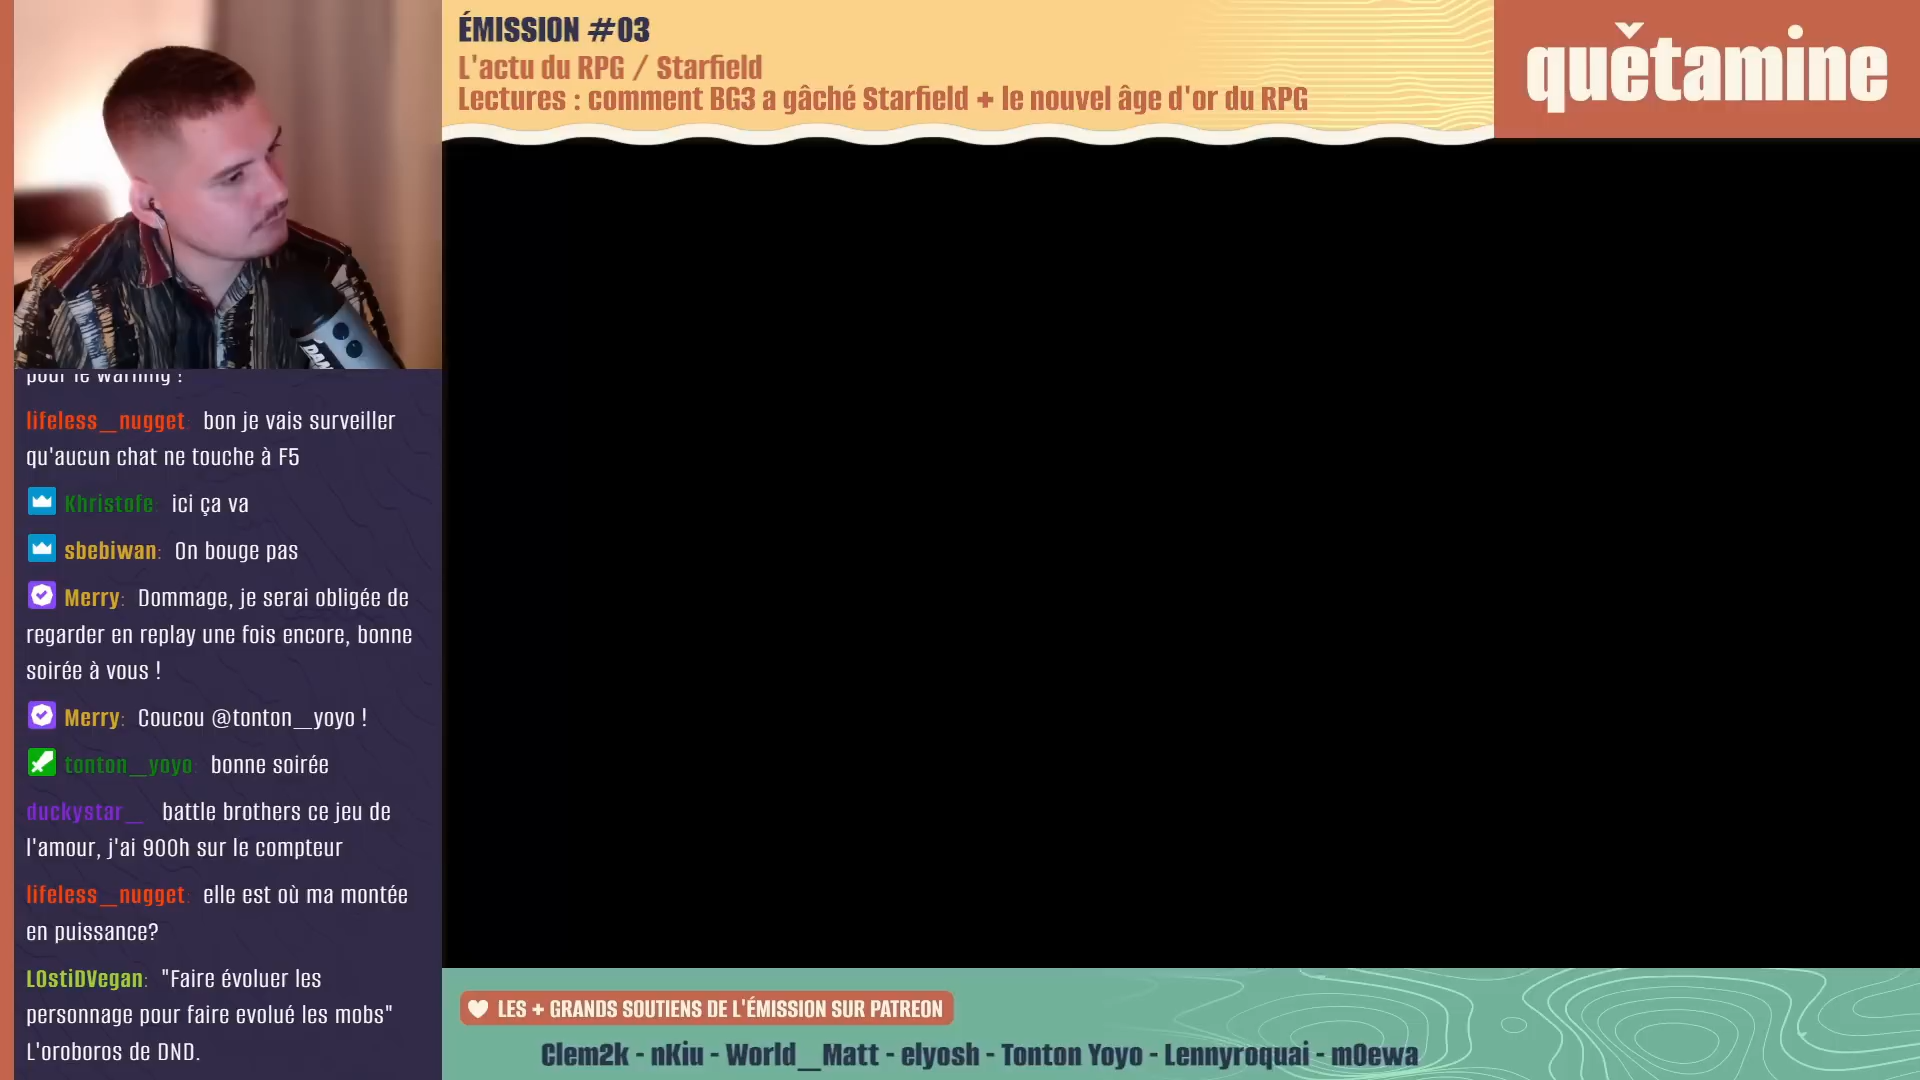 ÉMISSION #03
L'actu du RPG / Starfield
Lectures : comment BG3 a gâché Starfield + le nouvel âge d'or du RPG
quětamine
pour le warning !
lifeless_nugget: bon je vais surveiller
qu'aucun chat ne touche à F5
Khristofe: ici ça va
sbebiwan: On bouge pas
Merry: Dommage, je serai obligée de
regarder en replay une fois encore, bonne
soirée à vous !
Merry: Coucou @tonton_yoyo !
tonton_yoyo: bonne soirée
duckystar_ battle brothers ce jeu de
l'amour, j'ai 900h sur le compteur
lifeless_nugget: elle est où ma montée
en puissance?
L0stiDVegan: "Faire évoluer les
personnage pour faire evolué les mobs"
L'oroboros de DND.
LES + GRANDS SOUTIENS DE L'ÉMISSION SUR PATREON
Clem2k - nKiu - World_Matt - elyosh - Tonton Yoyo - Lennyroquai - m0ewa